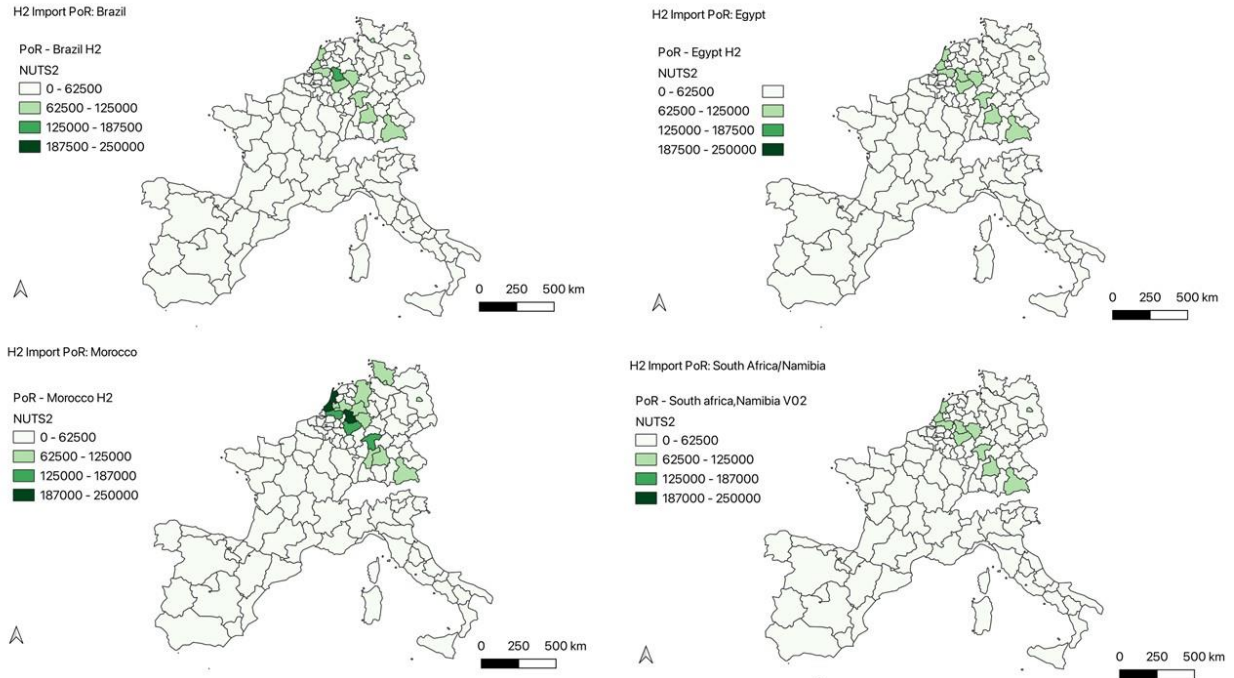 H2 Import PoR: Brazil
PoR - Brazil H2
NUTS2
0 - 62500
62500 - 125000
125000 - 187500
187500 - 250000
0 250 500 km
H2 Import PoR: Egypt
PoR - Egypt H2
NUTS2
0 - 62500
62500 - 125000
125000 - 187500
187500 - 250000
0 250 500 km
H2 Import PoR: Morocco
PoR - Morocco H2
NUTS2
0 - 62500
62500 - 125000
125000 - 187000
187000 - 250000
0 250 500 km
H2 Import PoR: South Africa/Namibia
PoR - South africa,Namibia V02
NUTS2
0 - 62500
62500 - 125000
125000 - 187000
187000 - 250000
0 250 500 km